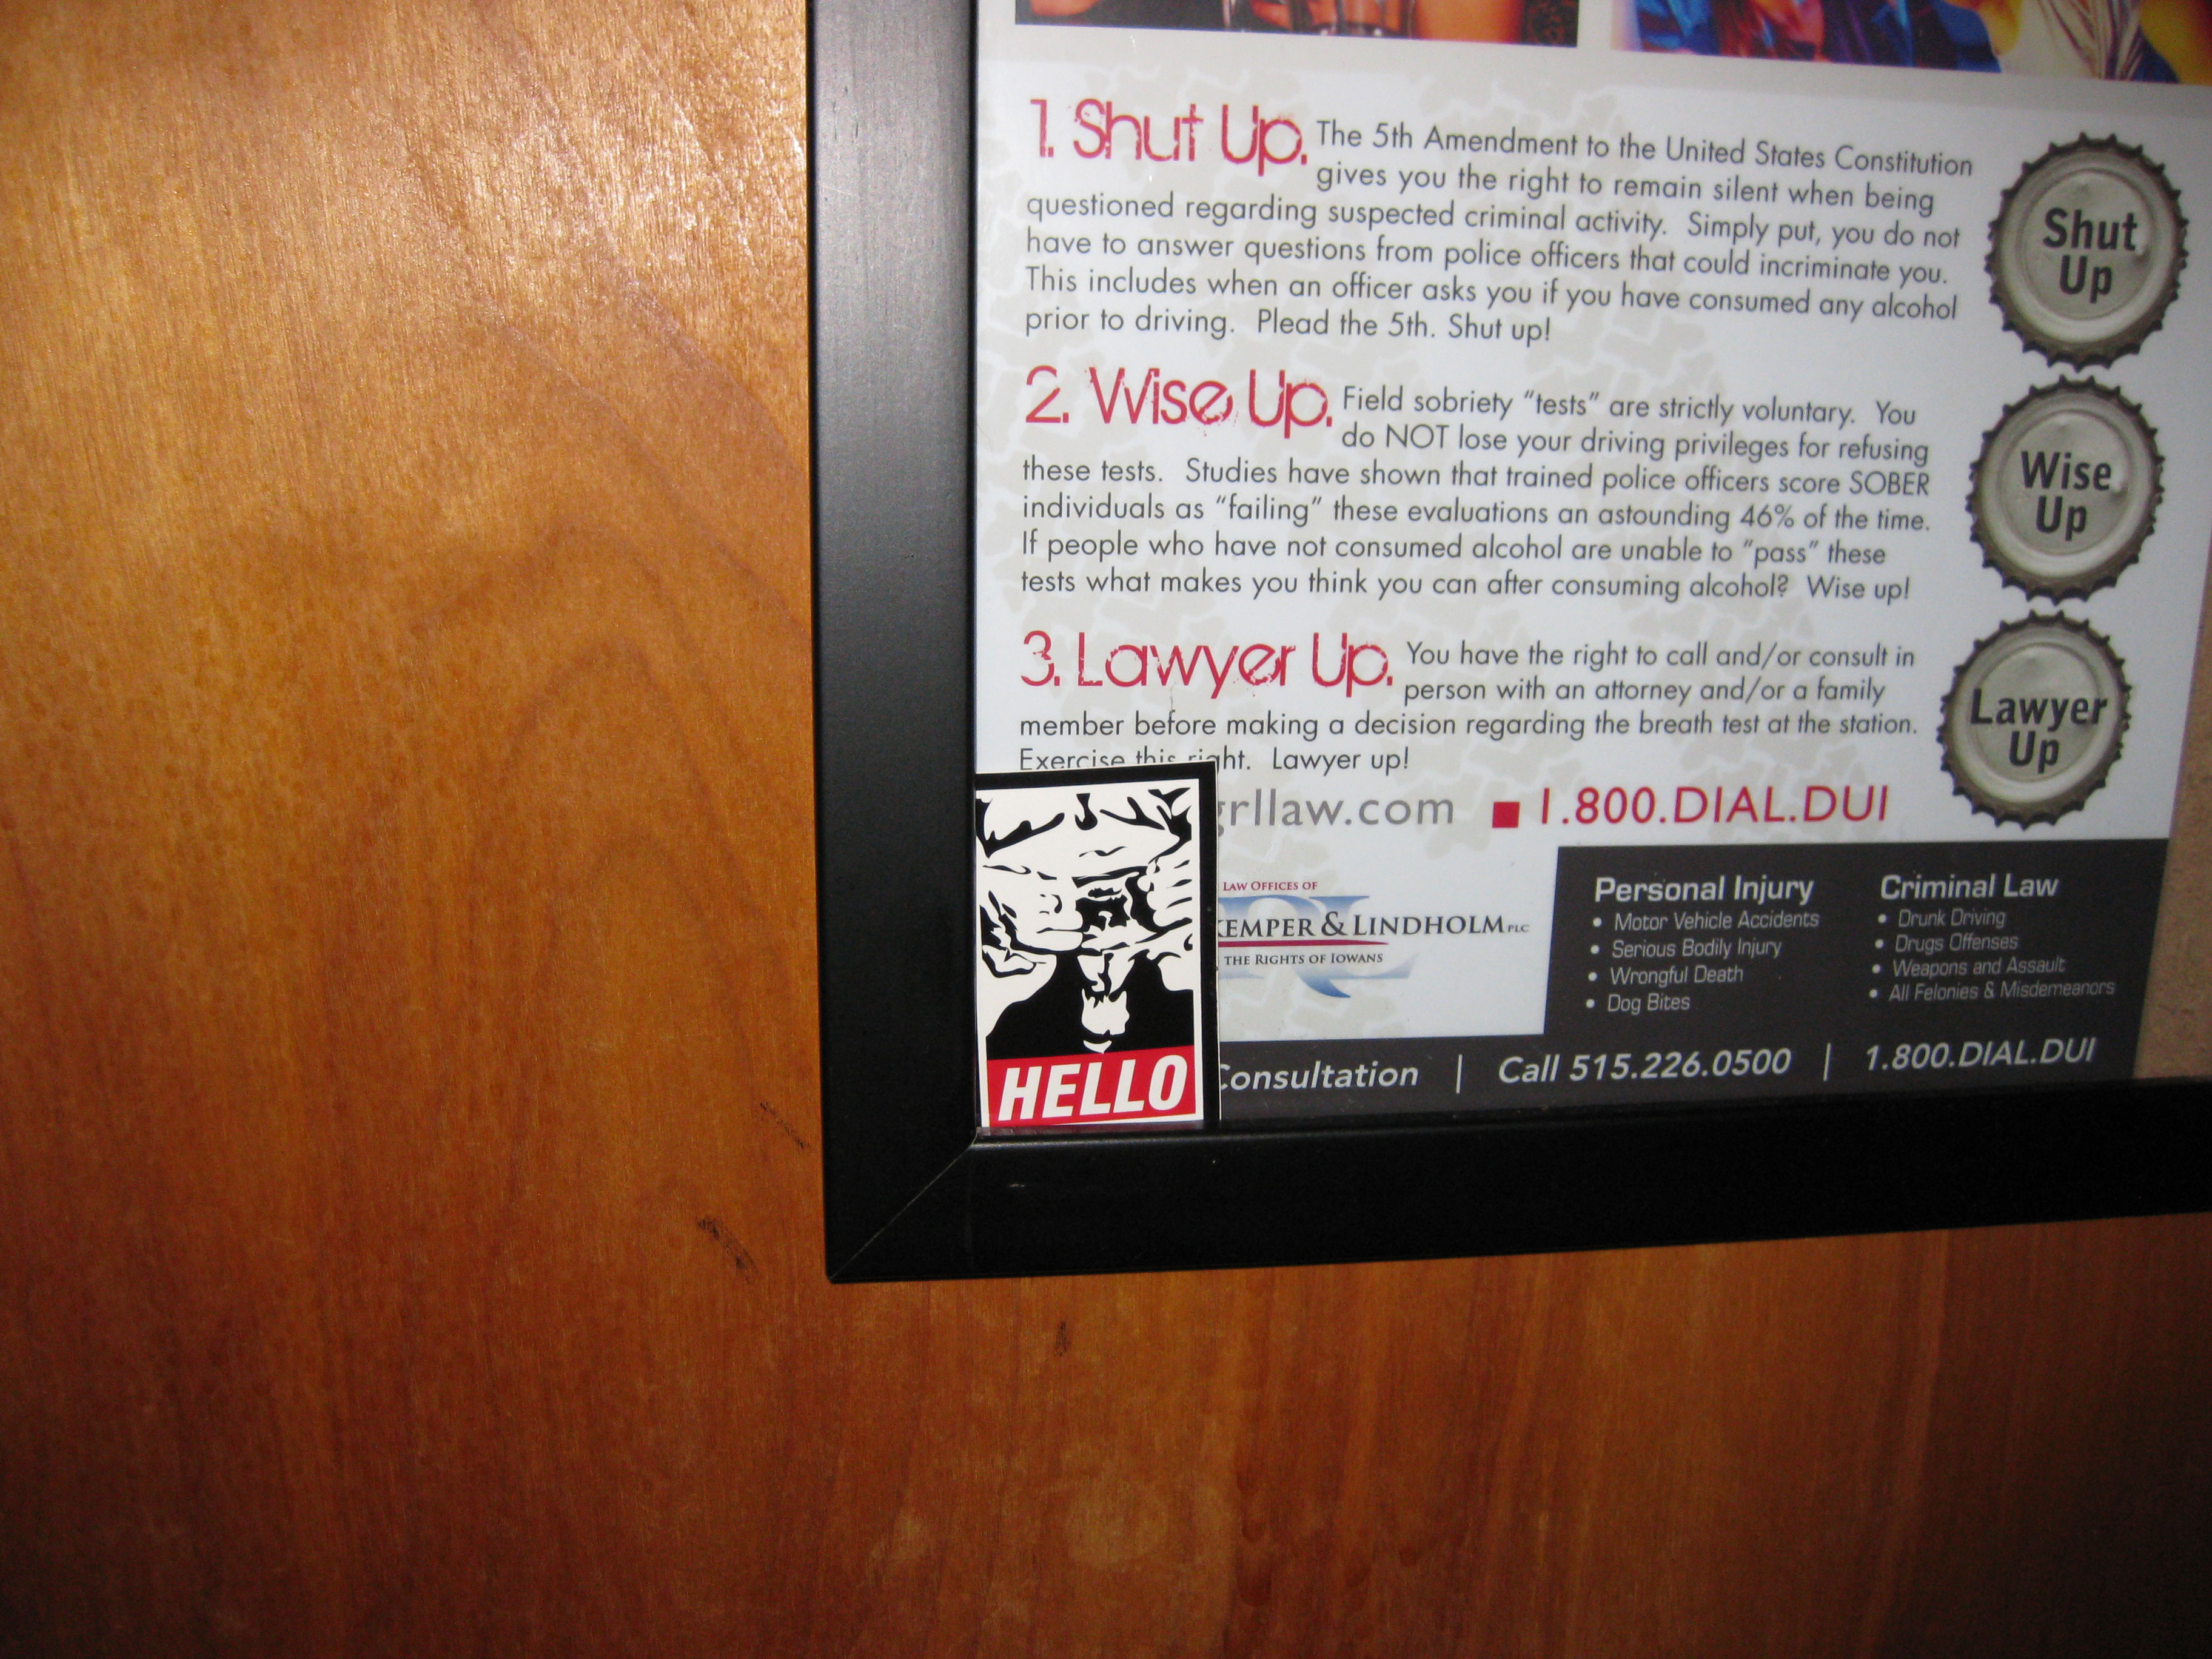 1. Shut Up. The 5th Amendment to the United States Constitution
gives you the right to remain silent when being
questioned regarding suspected criminal activity. Simply put, you do not
have to answer questions from police officers that could incriminate you.
This includes when an officer asks you if you have consumed any alcohol
prior to driving. Plead the 5th. Shut up!
Shut
Up
2. Wise Up. Field sobriety "tests" are strictly voluntary. You
do NOT lose your driving privileges for refusing
these tests. Studies have shown that trained police officers score SOBER
individuals as "failing" these evaluations an astounding 46% of the time.
If people who have not consumed alcohol are unable to "pass" these
tests what makes you think you can after consuming alcohol? Wise up!
Wise
Up
3. Lawyer Up. You have the right to call and/or consult in
person with an attorney and/or a family
member before making a decision regarding the breath test at the station.
Exercise this right. Lawyer up!
Lawyer
Up
grllaw.com ■ 1.800.DIAL.DUI
LAW OFFICES OF
KEMPER & LINDHOLM PLC
THE RIGHTS OF IOWANS
Personal Injury
• Motor Vehicle Accidents
• Serious Bodily Injury
• Wrongful Death
• Dog Bites
Criminal Law
• Drunk Driving
• Drugs Offenses
• Weapons and Assault
• All Felonies & Misdemeanors
Consultation | Call 515.226.0500 | 1.800.DIAL.DUI
HELLO